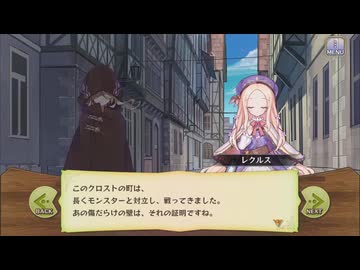 MENU
レクルス
このクロストの町は、
長くモンスターと対立し、戦ってきました。
あの傷だらけの壁は、それの証明ですね。
BACK
NEXT